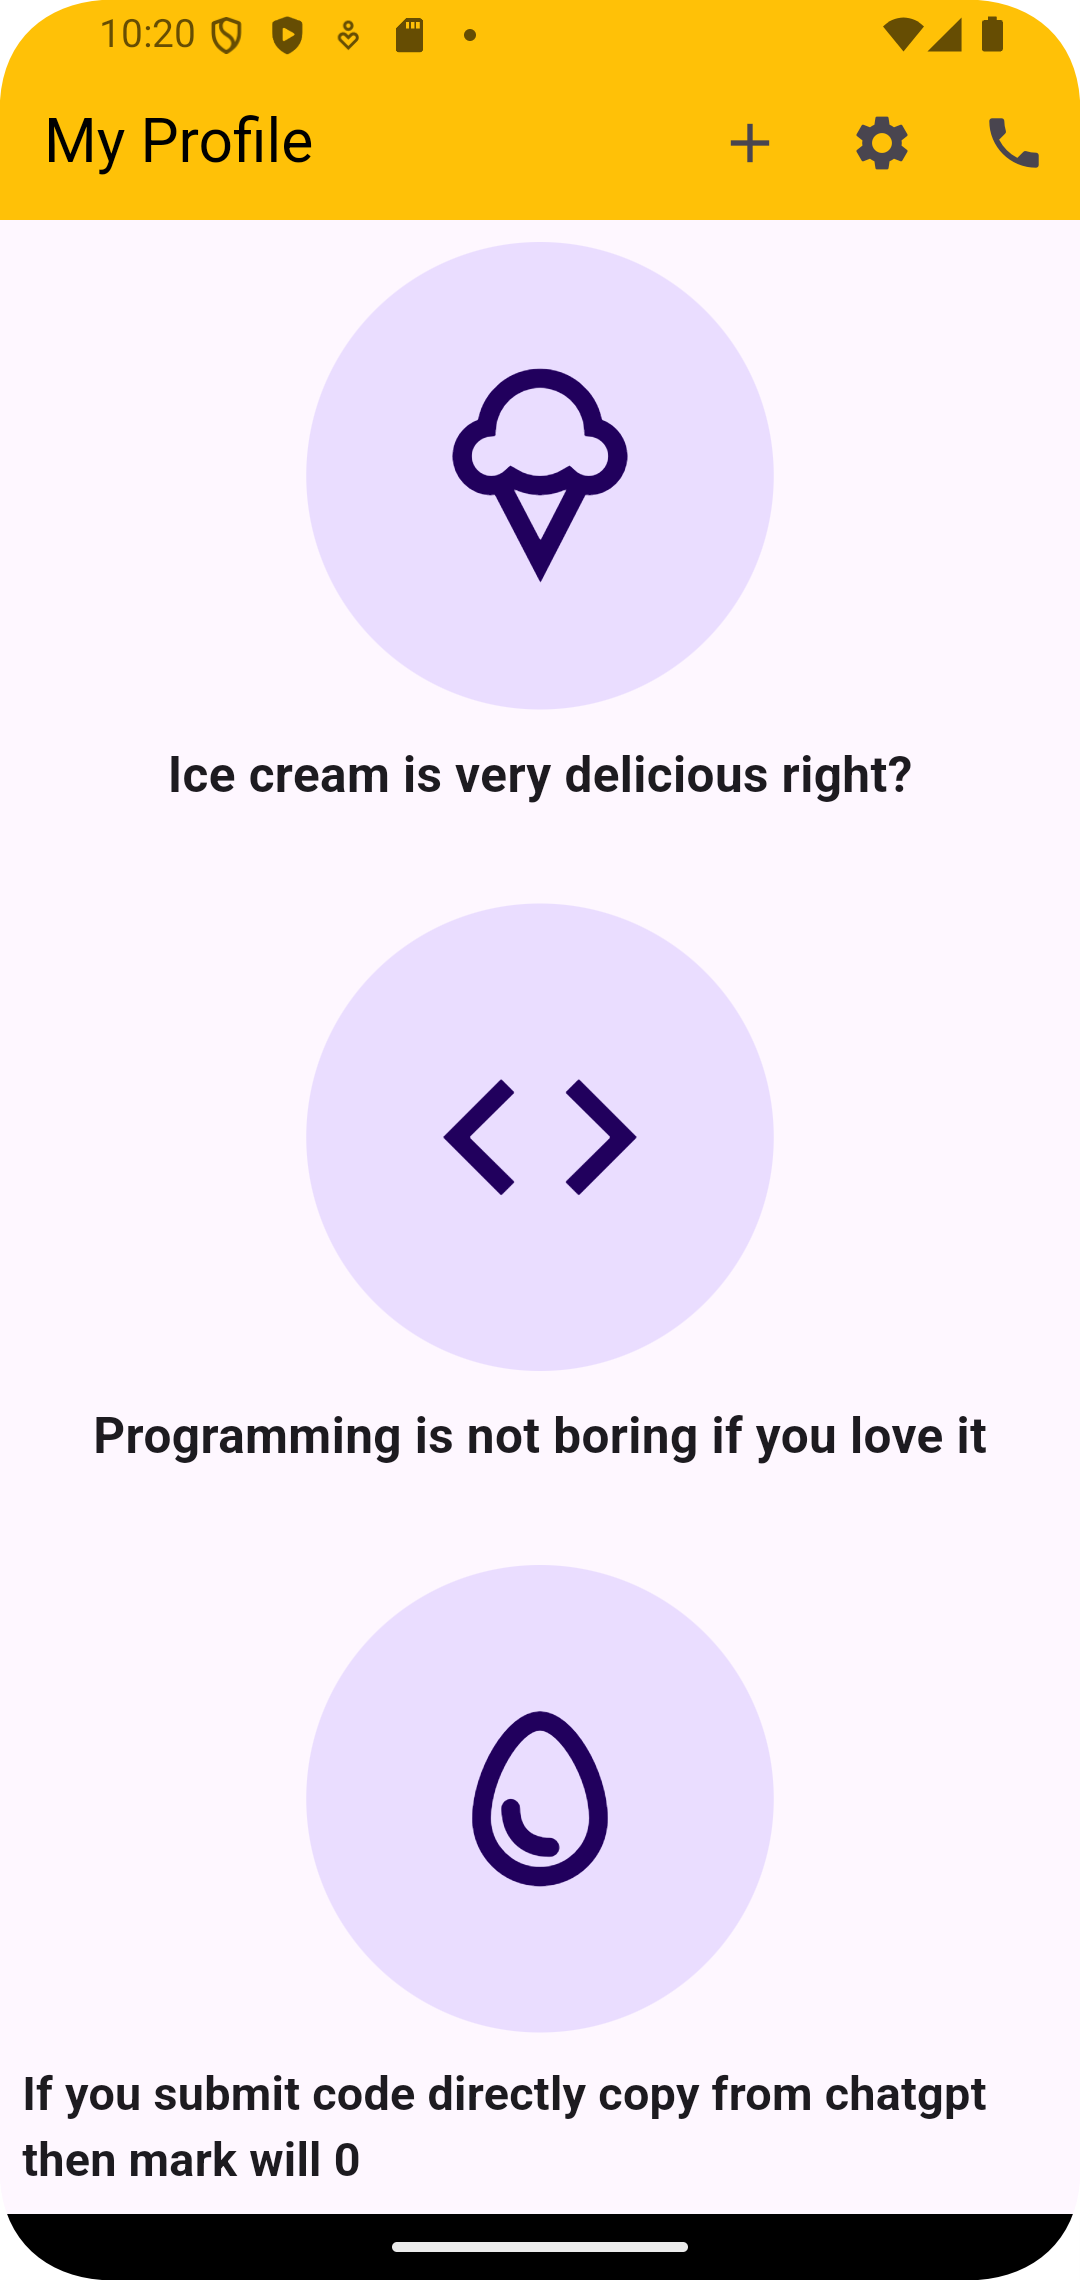 10:20
My Profile
Ice cream is very delicious right?
Programming is not boring if you love it
If you submit code directly copy from chatgpt
then mark will 0